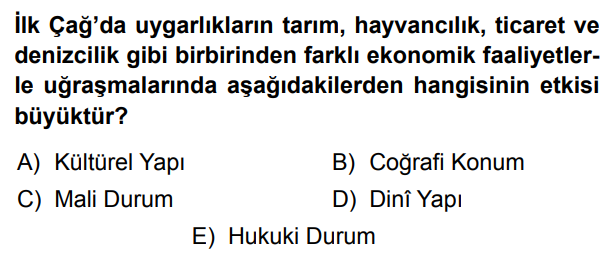 İlk Çağ’da uygarlıkların tarım, hayvancılık, ticaret ve
denizcilik gibi birbirinden farklı ekonomik faaliyetler-
le uğraşmalarında aşağıdakilerden hangisinin etkisi
büyüktür?
A) Kültürel Yapı B) Coğrafi Konum
C) Mali Durum D) Dinî Yapı
E) Hukuki Durum